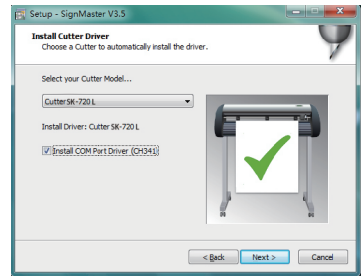 Setup - SignMaster V3.5
Install Cutter Driver
Choose a Cutter to automatically install the driver.
Select your Cutter Model...
Cutter SK-720 L
Install Driver: Cutter SK-720 L
Install COM Port Driver (CH341)
< Back
Next >
Cancel